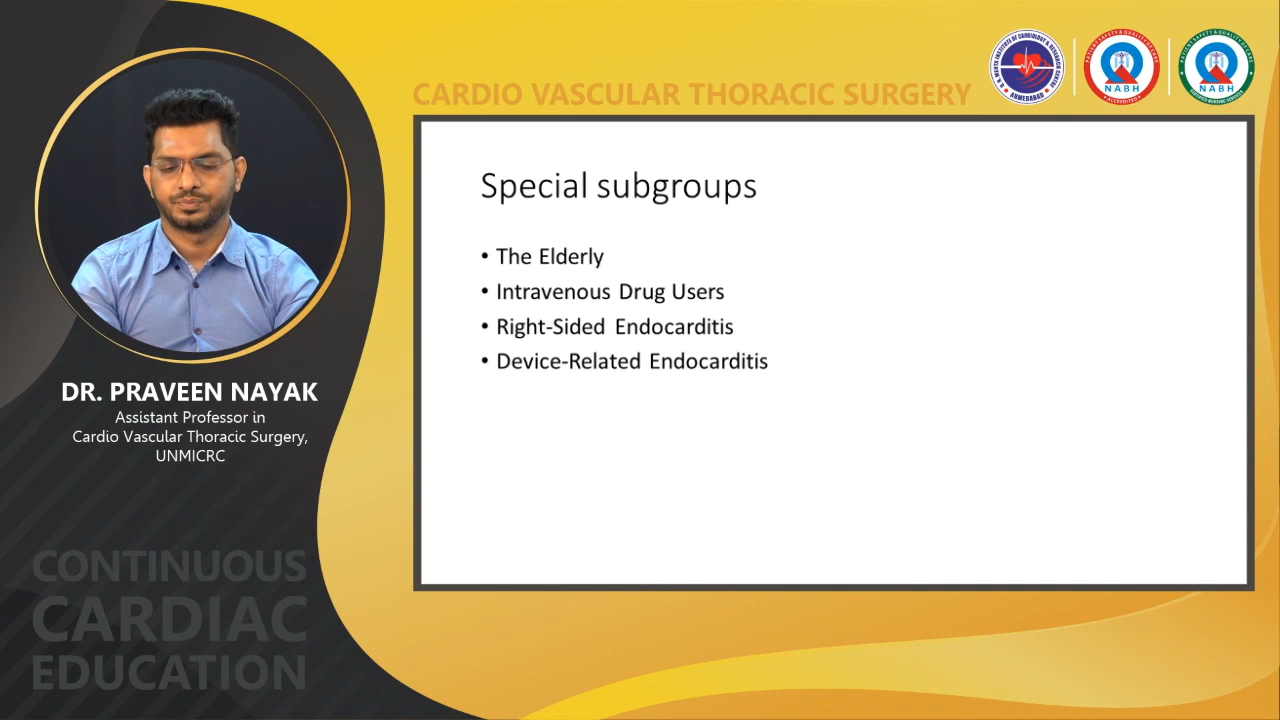 CARDIO VASCULAR THORACIC SURGERY
NABH
NABH
Special subgroups
• The Elderly
• Intravenous Drug Users
• Right-Sided Endocarditis
• Device-Related Endocarditis
DR. PRAVEEN NAYAK
Assistant Professor in
Cardio Vascular Thoracic Surgery,
UNMICRC
CONTINUOUS
CARDIAC
EDUCATION